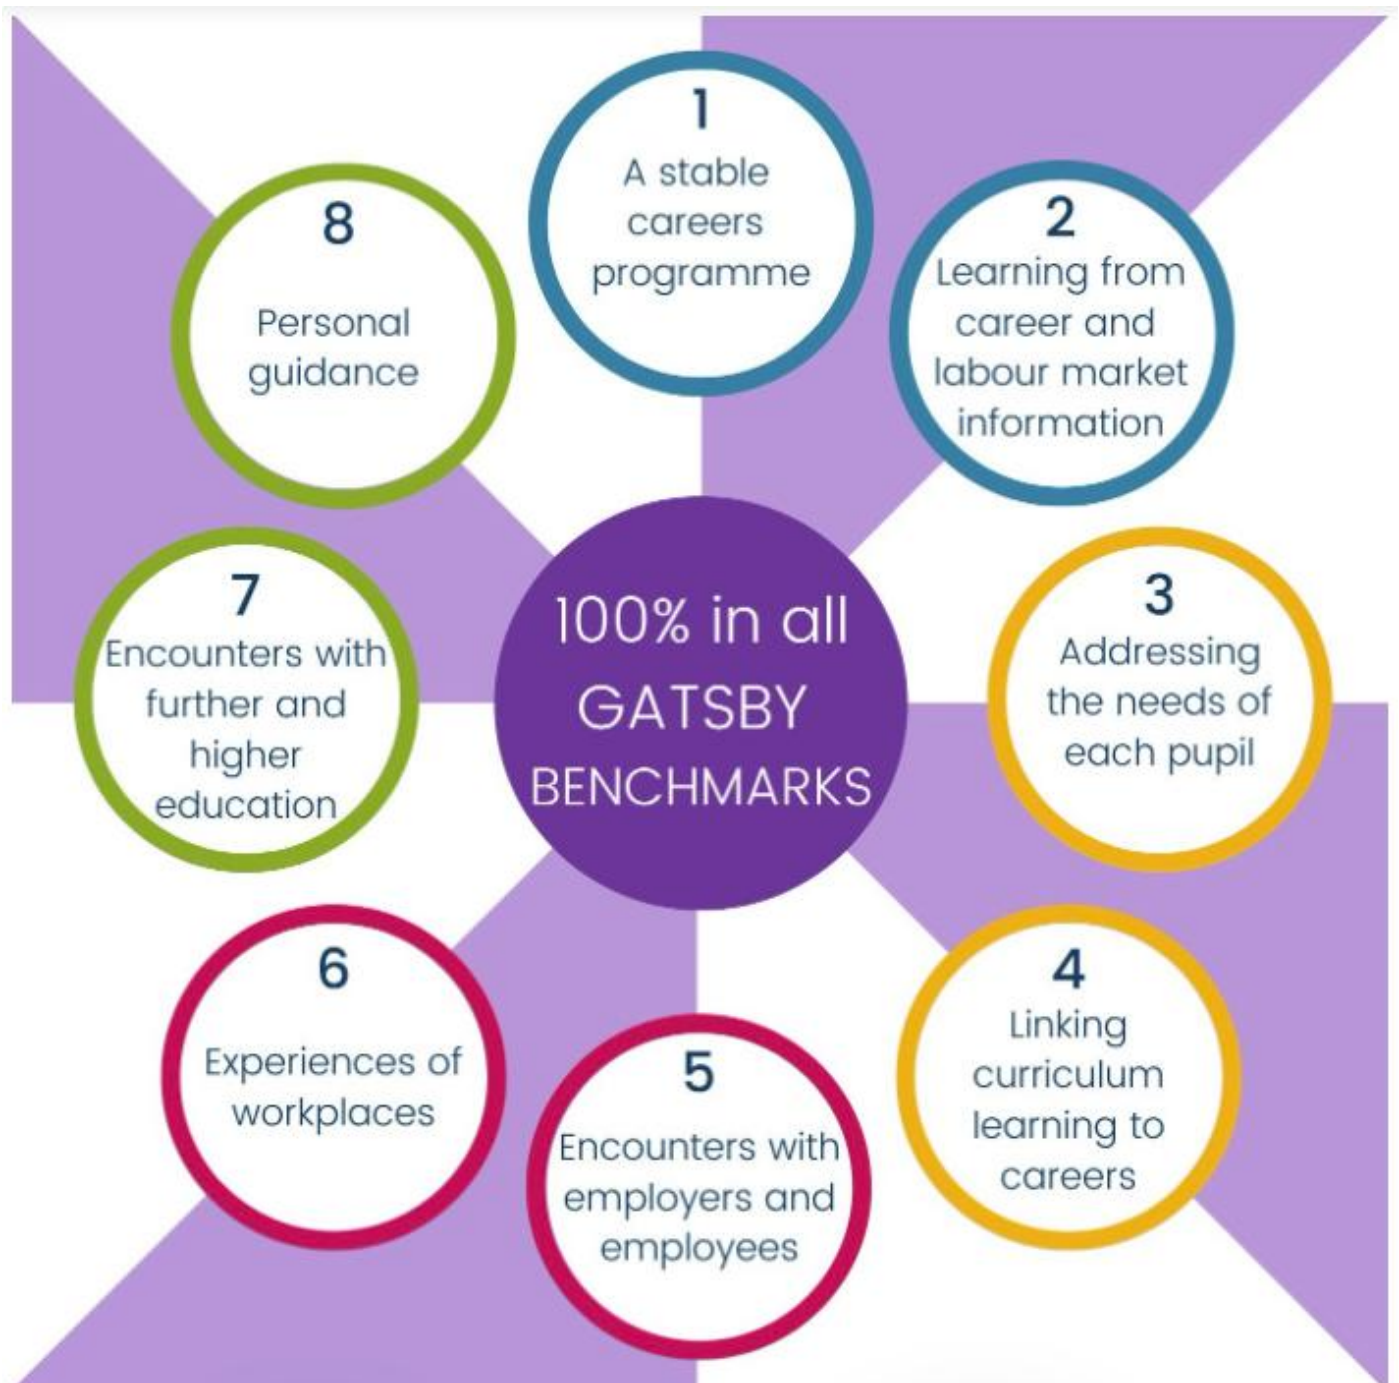 1
A stable
careers
programme
2
Learning from
career and
labour market
information
3
Addressing
the needs of
each pupil
4
Linking
curriculum
learning to
careers
5
Encounters with
employers and
employees
6
Experiences of
workplaces
7
Encounters with
further and
higher
education
8
Personal
guidance
100% in all
GATSBY
BENCHMARKS